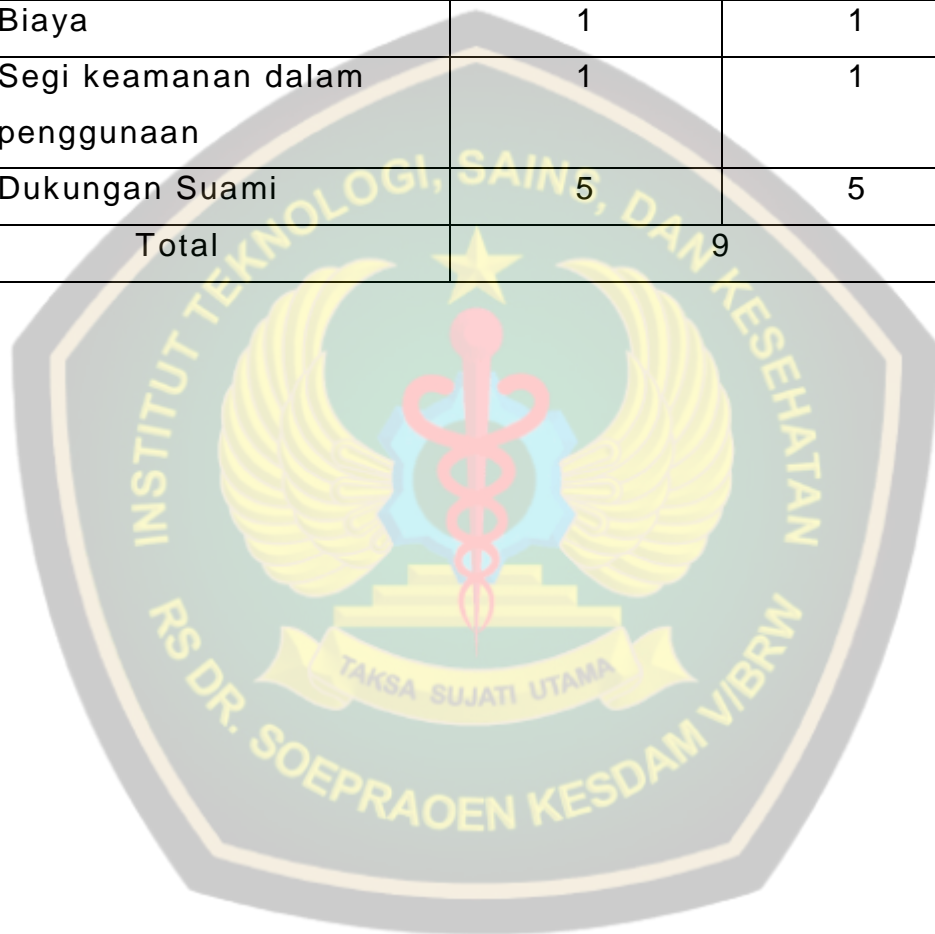 Biaya 1 1
Segi keamanan dalam 1 1
penggunaan
Dukungan Suami 5 5
Total 9
INSTITUT TEKNOLOGI, SAINS, DAN KESEHATAN
TAKSA SUJATI UTAMA
RS DR. SOEPRAOEN KESDAM V/BRW